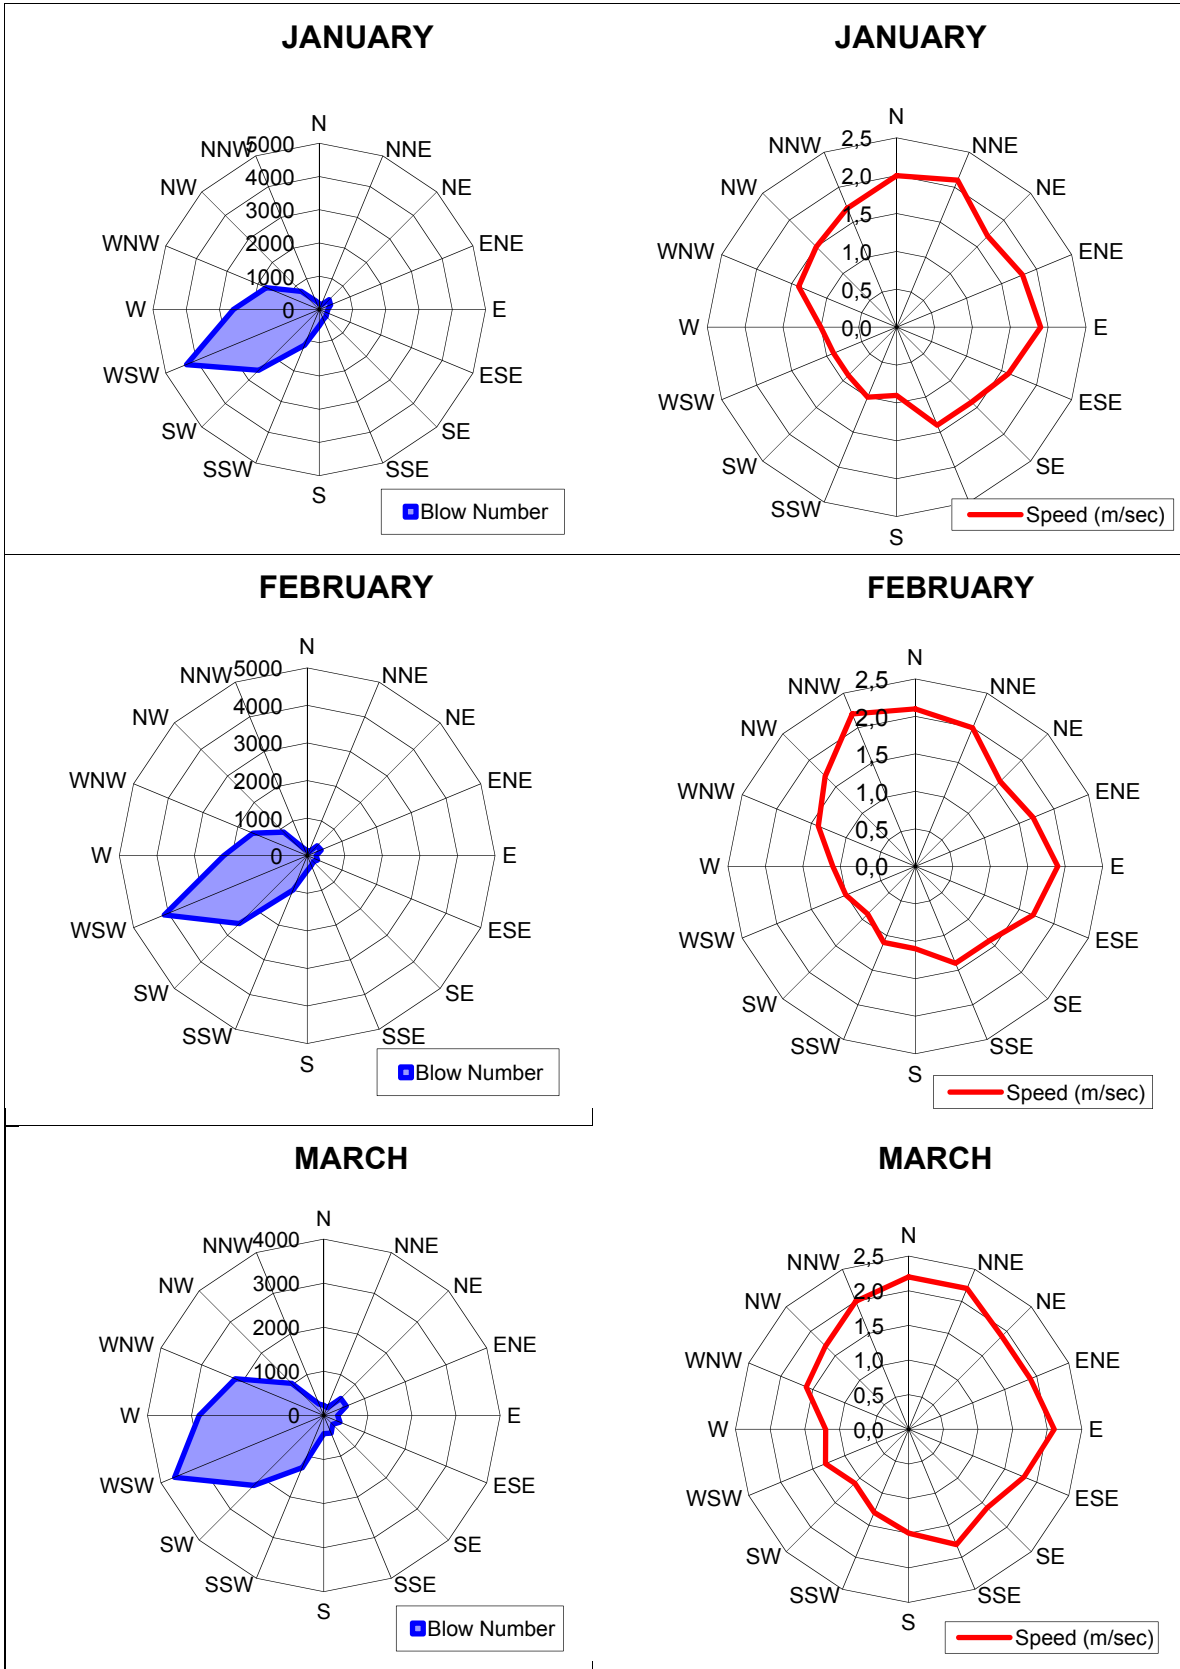 JANUARY
N
NNE
NE
ENE
E
ESE
SE
SSE
S
SSW
SW
WSW
W
WNW
NW
NNW
5000
4000
3000
2000
1000
0
Blow Number
JANUARY
N
NNE
NE
ENE
E
ESE
SE
S
SSW
SW
WSW
W
WNW
NW
NNW
2,5
2,0
1,5
1,0
0,5
0,0
Speed (m/sec)
FEBRUARY
N
NNE
NE
ENE
E
ESE
SE
SSE
S
SSW
SW
WSW
W
WNW
NW
NNW
5000
4000
3000
2000
1000
0
Blow Number
FEBRUARY
N
NNE
NE
ENE
E
ESE
SE
SSE
S
SSW
SW
WSW
W
WNW
NW
NNW
2,5
2,0
1,5
1,0
0,5
0,0
Speed (m/sec)
MARCH
N
NNE
NE
ENE
E
ESE
SE
SSE
S
SSW
SW
WSW
W
WNW
NW
NNW
4000
3000
2000
1000
0
Blow Number
MARCH
N
NNE
NE
ENE
E
ESE
SE
SSE
S
SSW
SW
WSW
W
WNW
NW
NNW
2,5
2,0
1,5
1,0
0,5
0,0
Speed (m/sec)